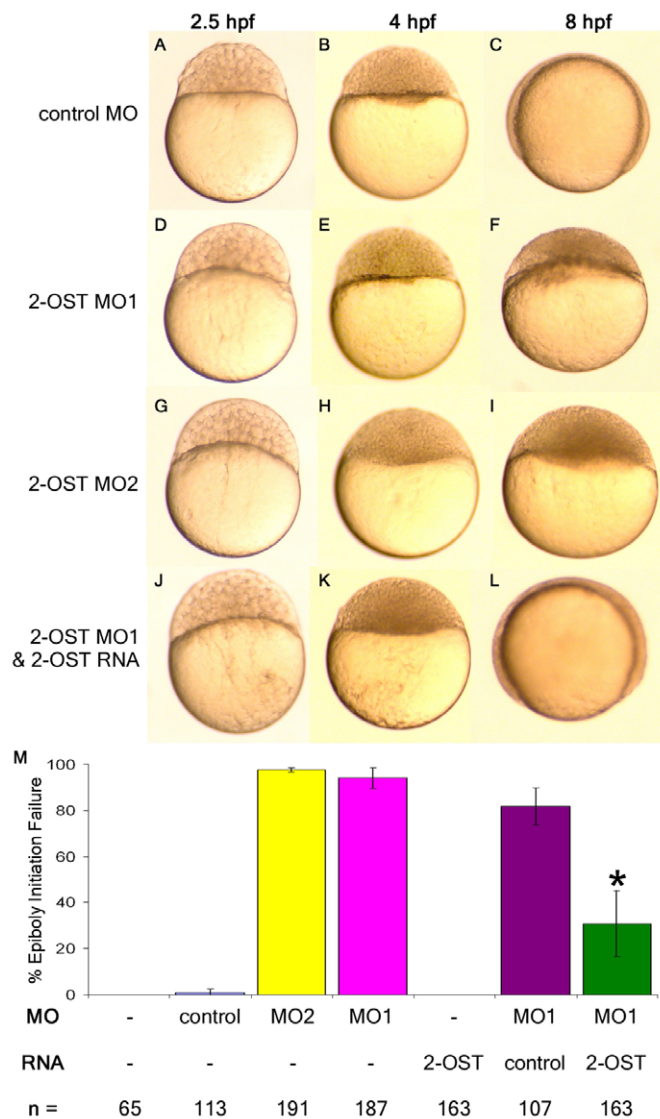 2.5 hpf 4 hpf 8 hpf
A B C
control MO
D E F
2-OST MO1
G H I
2-OST MO2
J K L
2-OST MO1
& 2-OST RNA
M
% Epiboly Initiation Failure
100
80
60
40
20
0
*
MO - control MO2 MO1 - MO1 MO1
RNA - - - - 2-OST control 2-OST
n = 65 113 191 187 163 107 163